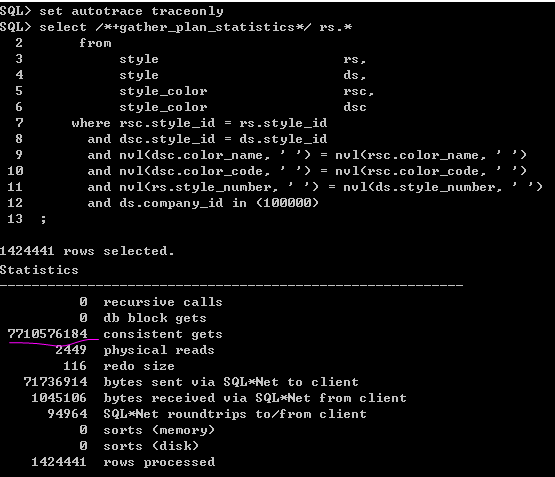 SQL> set autotrace traceonly
SQL> select /*+gather_plan_statistics*/ rs.*
2 from
3 style rs,
4 style ds,
5 style_color rsc,
6 style_color dsc
7 where rsc.style_id = rs.style_id
8 and dsc.style_id = ds.style_id
9 and nvl(dsc.color_name, ' ') = nvl(rsc.color_name, ' ')
10 and nvl(dsc.color_code, ' ') = nvl(rsc.color_code, ' ')
11 and nvl(rs.style_number, ' ') = nvl(ds.style_number, ' ')
12 and ds.company_id in (100000)
13 ;
1424441 rows selected.
Statistics
----------------------------------------------------------
0 recursive calls
0 db block gets
7710576184 consistent gets
2449 physical reads
116 redo size
71736914 bytes sent via SQL*Net to client
1045106 bytes received via SQL*Net from client
94964 SQL*Net roundtrips to/from client
0 sorts (memory)
0 sorts (disk)
1424441 rows processed